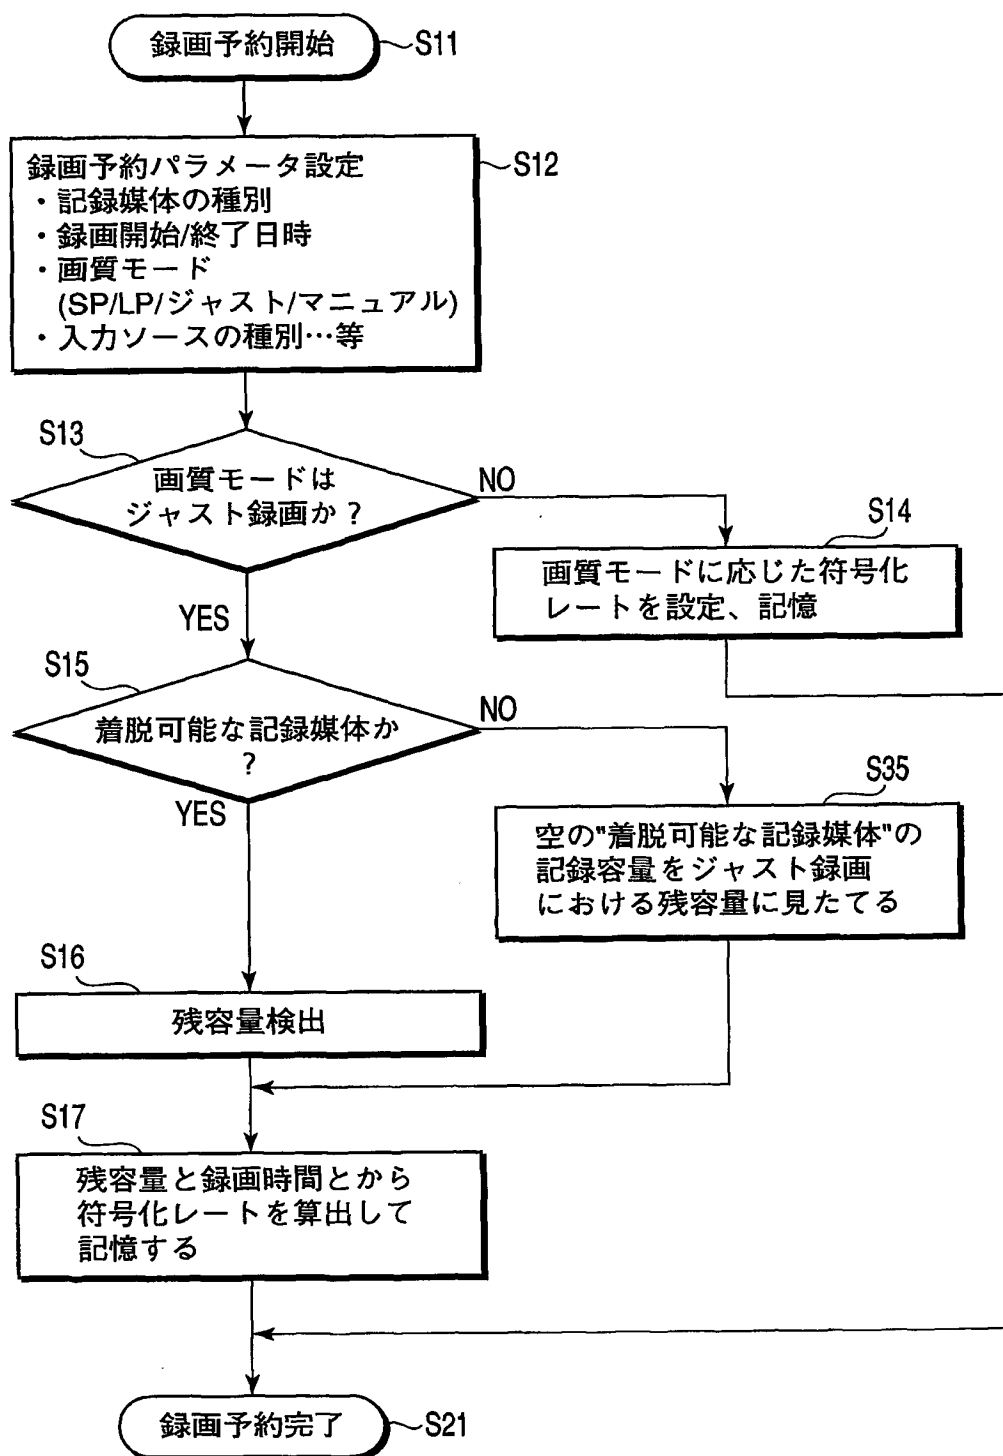 録画予約開始
S11
録画予約パラメータ設定
・記録媒体の種別
・録画開始/終了日時
・画質モード
(SP/LP/ジャスト/マニュアル)
・入力ソースの種別…等
S12
S13
画質モードは
ジャスト録画か？
NO
YES
S14
画質モードに応じた符号化
レートを設定、記憶
S15
着脱可能な記録媒体か
？
NO
YES
S35
空の"着脱可能な記録媒体"の
記録容量をジャスト録画
における残容量に見たてる
S16
残容量検出
S17
残容量と録画時間とから
符号化レートを算出して
記憶する
録画予約完了
S21